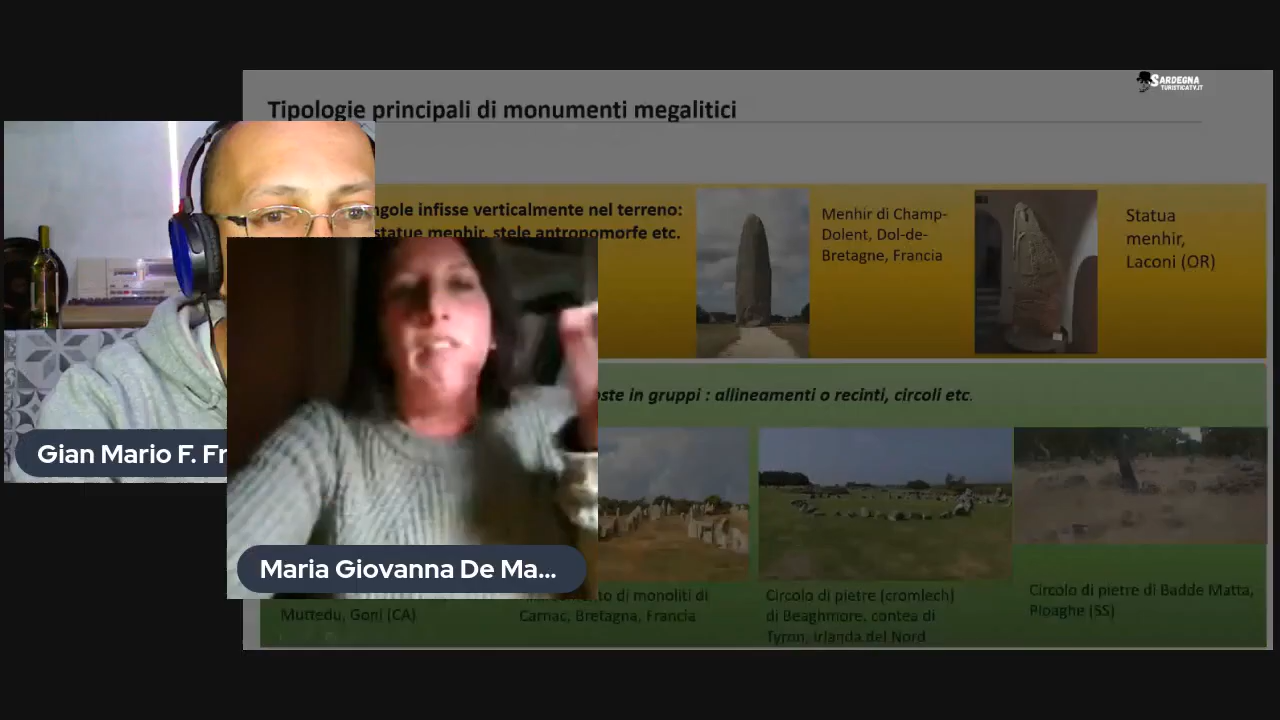 SARDEGNA
TURISTICATV.IT
Tipologie principali di monumenti megalitici
infisse verticalmente nel terreno:
statue menhir, stele antropomorfe etc.
Menhir di Champ-
Dolent, Dol-de-
Bretagne, Francia
Statua
menhir,
Laconi (OR)
in gruppi : allineamenti o recinti, circoli etc.
Gian Mario F. Fr
Maria Giovanna De Ma...
Muttedu, Goni (CA)
di monoliti di
Carnac, Bretagna, Francia
Circolo di pietre (cromlech)
di Beaghmore, contea di
Tyron, irlanda del Nord
Circolo di pietre di Badde Matta,
Ploaghe (SS)